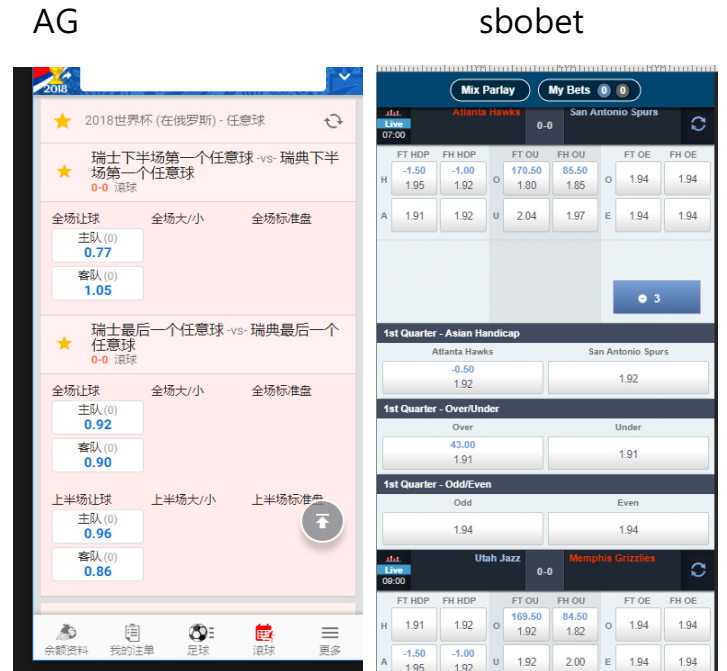 AG
sbobet
2018
2018世界杯 (在俄罗斯) - 任意球
瑞士下半场第一个任意球 -vs- 瑞典下半
场第一个任意球
0-0 滚球
全场让球 全场大/小 全场标准盘
主队 (0)
0.77
客队 (0)
1.05
瑞士最后一个任意球 -vs- 瑞典最后一个
任意球
0-0 滚球
全场让球 全场大/小 全场标准盘
主队 (0)
0.92
客队 (0)
0.90
上半场让球 上半场大/小 上半场标准盘
主队 (0)
0.96
客队 (0)
0.86
余额资料 我的注单 足球 滚球 更多
Mix Parlay My Bets 0 0
Live
07:00
Atlanta Hawks 0-0 San Antonio Spurs
FT HDP FH HDP FT OU FH OU FT OE FH OE
H -1.50 1.95 -1.00 1.92 O 170.50 1.80 85.50 1.85 O 1.94 1.94
A 1.91 1.92 U 2.04 1.97 E 1.94 1.94
3
1st Quarter - Asian Handicap
Atlanta Hawks San Antonio Spurs
-0.50
1.92 1.92
1st Quarter - Over/Under
Over Under
43.00
1.91 1.91
1st Quarter - Odd/Even
Odd Even
1.94 1.94
Live
09:00
Utah Jazz 0-0 Memphis Grizzlies
FT HDP FH HDP FT OU FH OU FT OE FH OE
H 1.91 1.92 O 169.50 1.92 84.50 1.82 O 1.94 1.94
A -1.50 1.95 -1.00 1.92 U 1.92 2.00 E 1.94 1.94